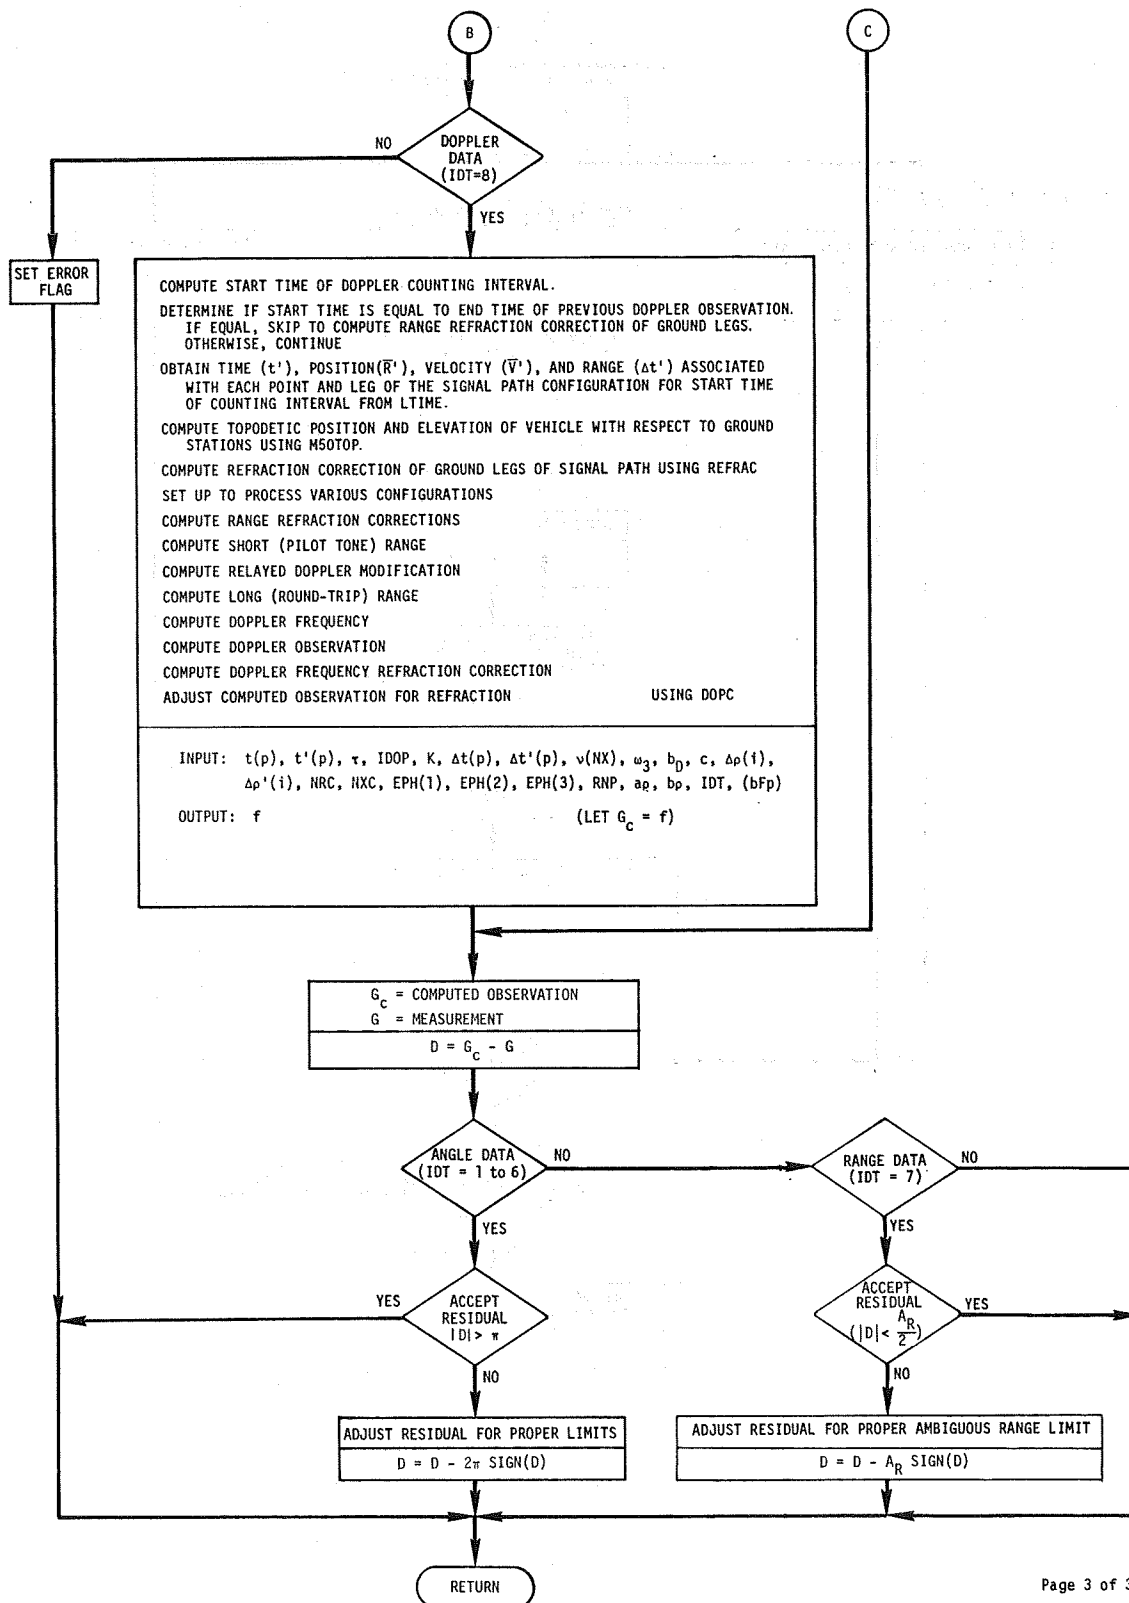 B
C
NO
DOPPLER
DATA
(IDT=8)
YES
SET ERROR
FLAG
COMPUTE START TIME OF DOPPLER COUNTING INTERVAL.
DETERMINE IF START TIME IS EQUAL TO END TIME OF PREVIOUS DOPPLER OBSERVATION.
IF EQUAL, SKIP TO COMPUTE RANGE REFRACTION CORRECTION OF GROUND LEGS.
OTHERWISE, CONTINUE
OBTAIN TIME (t'), POSITION(R̅'), VELOCITY (V̅'), AND RANGE (Δt') ASSOCIATED
WITH EACH POINT AND LEG OF THE SIGNAL PATH CONFIGURATION FOR START TIME
OF COUNTING INTERVAL FROM LTIME.
COMPUTE TOPODETIC POSITION AND ELEVATION OF VEHICLE WITH RESPECT TO GROUND
STATIONS USING M50TOP.
COMPUTE REFRACTION CORRECTION OF GROUND LEGS OF SIGNAL PATH USING REFRAC
SET UP TO PROCESS VARIOUS CONFIGURATIONS
COMPUTE RANGE REFRACTION CORRECTIONS
COMPUTE SHORT (PILOT TONE) RANGE
COMPUTE RELAYED DOPPLER MODIFICATION
COMPUTE LONG (ROUND-TRIP) RANGE
COMPUTE DOPPLER FREQUENCY
COMPUTE DOPPLER OBSERVATION
COMPUTE DOPPLER FREQUENCY REFRACTION CORRECTION
ADJUST COMPUTED OBSERVATION FOR REFRACTION USING DOPC
INPUT: t(p), t'(p), τ, IDOP, K, Δt(p), Δt'(p), ν(NX), ω₃, b_D, c, Δρ(i),
Δρ'(i), NRC, NXC, EPH(1), EPH(2), EPH(3), RNP, aρ, bρ, IDT, (bFp)
OUTPUT: f (LET G_C = f)
G_C = COMPUTED OBSERVATION
G = MEASUREMENT
D = G_C - G
ANGLE DATA
(IDT = 1 to 6)
NO
RANGE DATA
(IDT = 7)
NO
YES
YES
YES
ACCEPT
RESIDUAL
|D|> π
ACCEPT
RESIDUAL
(|D|< A_R/2)
YES
NO
NO
ADJUST RESIDUAL FOR PROPER LIMITS
D = D - 2π SIGN(D)
ADJUST RESIDUAL FOR PROPER AMBIGUOUS RANGE LIMIT
D = D - A_R SIGN(D)
RETURN
Page 3 of 3